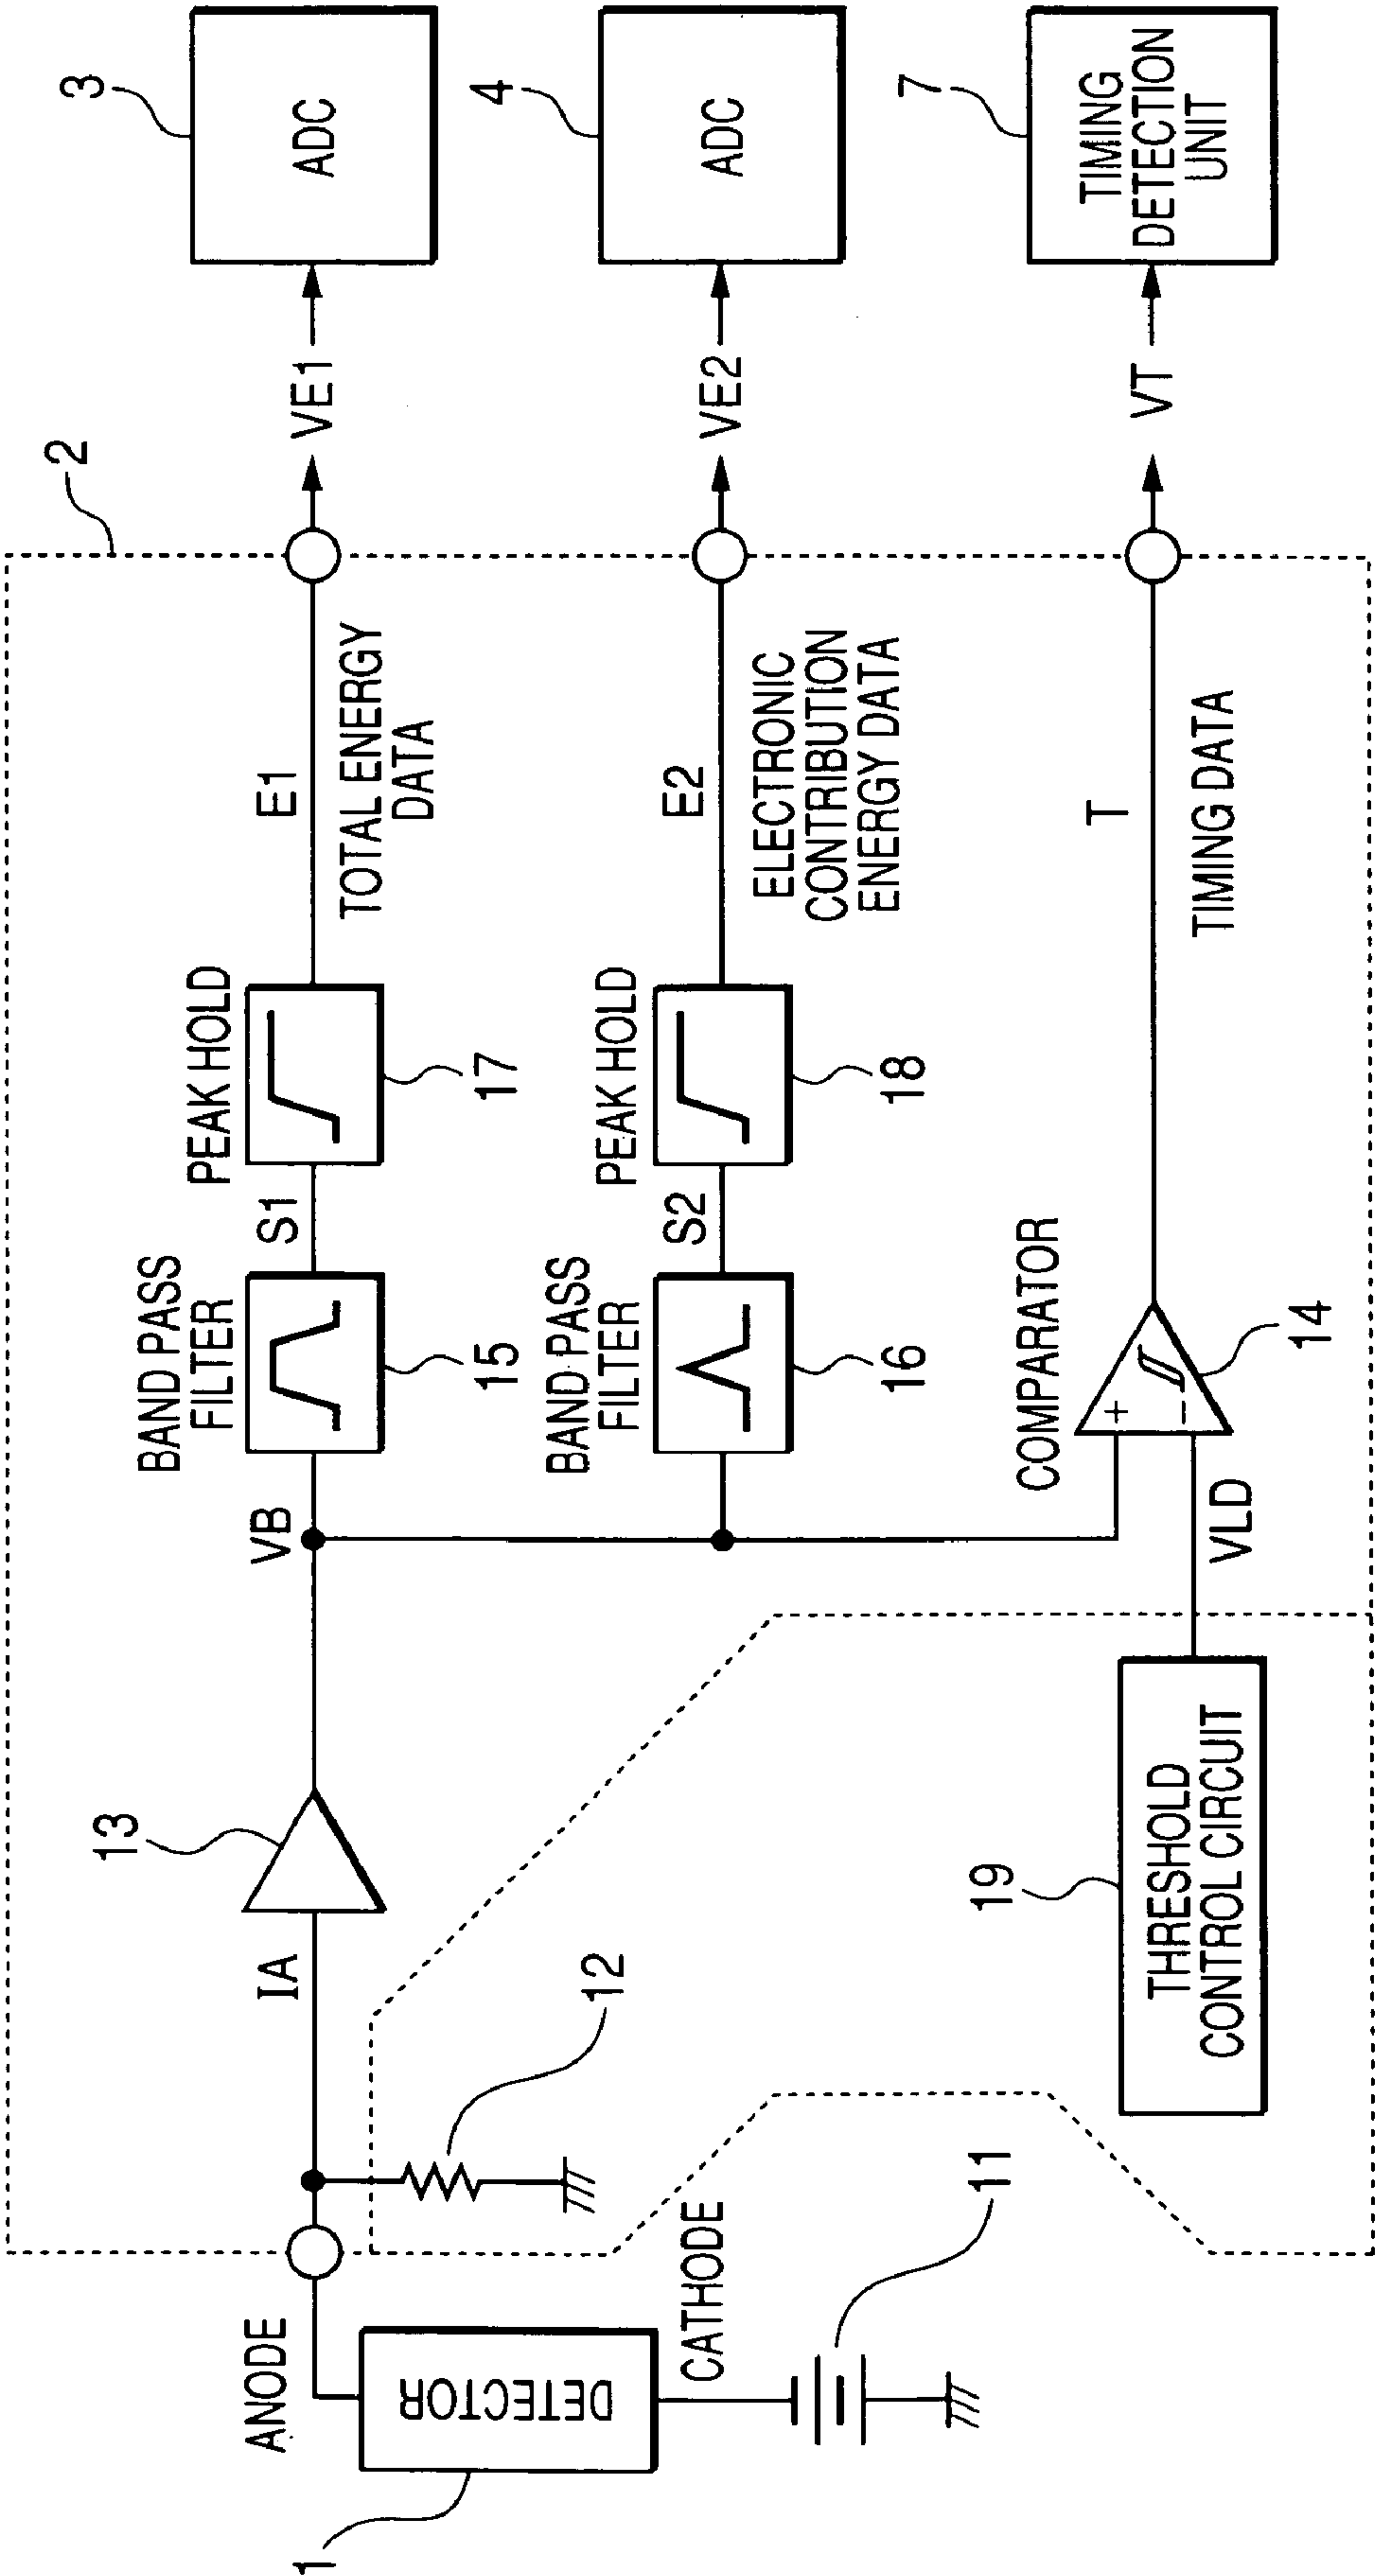 1
DETECTOR
ANODE
CATHODE
11
12
IA
13
2
VB
BAND PASS
FILTER
15
S1
PEAK HOLD
17
E1
TOTAL ENERGY
DATA
VE1
3
ADC
BAND PASS
FILTER
16
S2
PEAK HOLD
18
E2
ELECTRONIC
CONTRIBUTION
ENERGY DATA
VE2
4
ADC
19
THRESHOLD
CONTROL CIRCUIT
VLD
COMPARATOR
+
−
14
T
TIMING DATA
VT
7
TIMING
DETECTION
UNIT